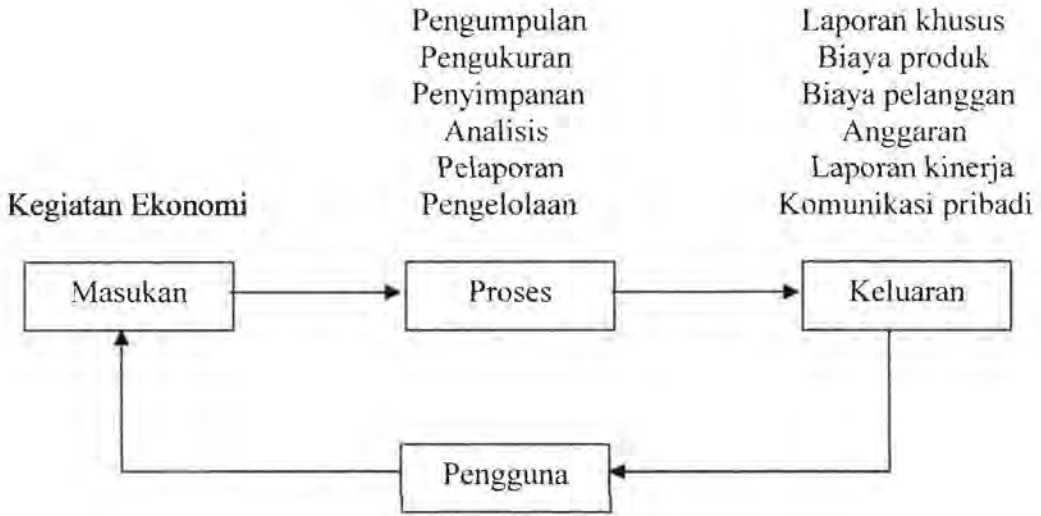 Pengumpulan
Pengukuran
Penyimpanan
Analisis
Pelaporan
Pengelolaan
Laporan khusus
Biaya produk
Biaya pelanggan
Anggaran
Laporan kinerja
Komunikasi pribadi
Kegiatan Ekonomi
Masukan
Proses
Keluaran
Pengguna